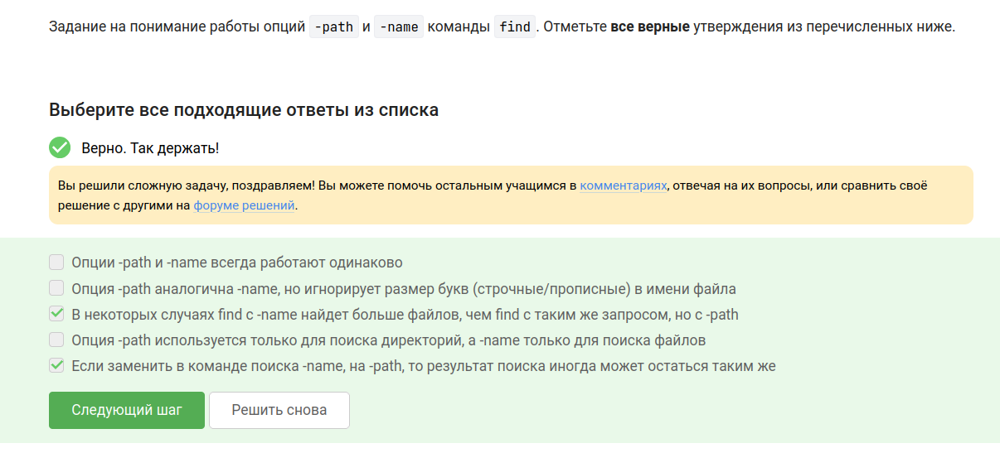 Задание на понимание работы опций -path и -name команды find. Отметьте все верные утверждения из перечисленных ниже.
Выберите все подходящие ответы из списка
Верно. Так держать!
Вы решили сложную задачу, поздравляем! Вы можете помочь остальным учащимся в комментариях, отвечая на их вопросы, или сравнить своё
решение с другими на форуме решений.
Опции -path и -name всегда работают одинаково
Опция -path аналогична -name, но игнорирует размер букв (строчные/прописные) в имени файла
В некоторых случаях find с -name найдет больше файлов, чем find с таким же запросом, но с -path
Опция -path используется только для поиска директорий, а -name только для поиска файлов
Если заменить в команде поиска -name, на -path, то результат поиска иногда может остаться таким же
Следующий шаг
Решить снова